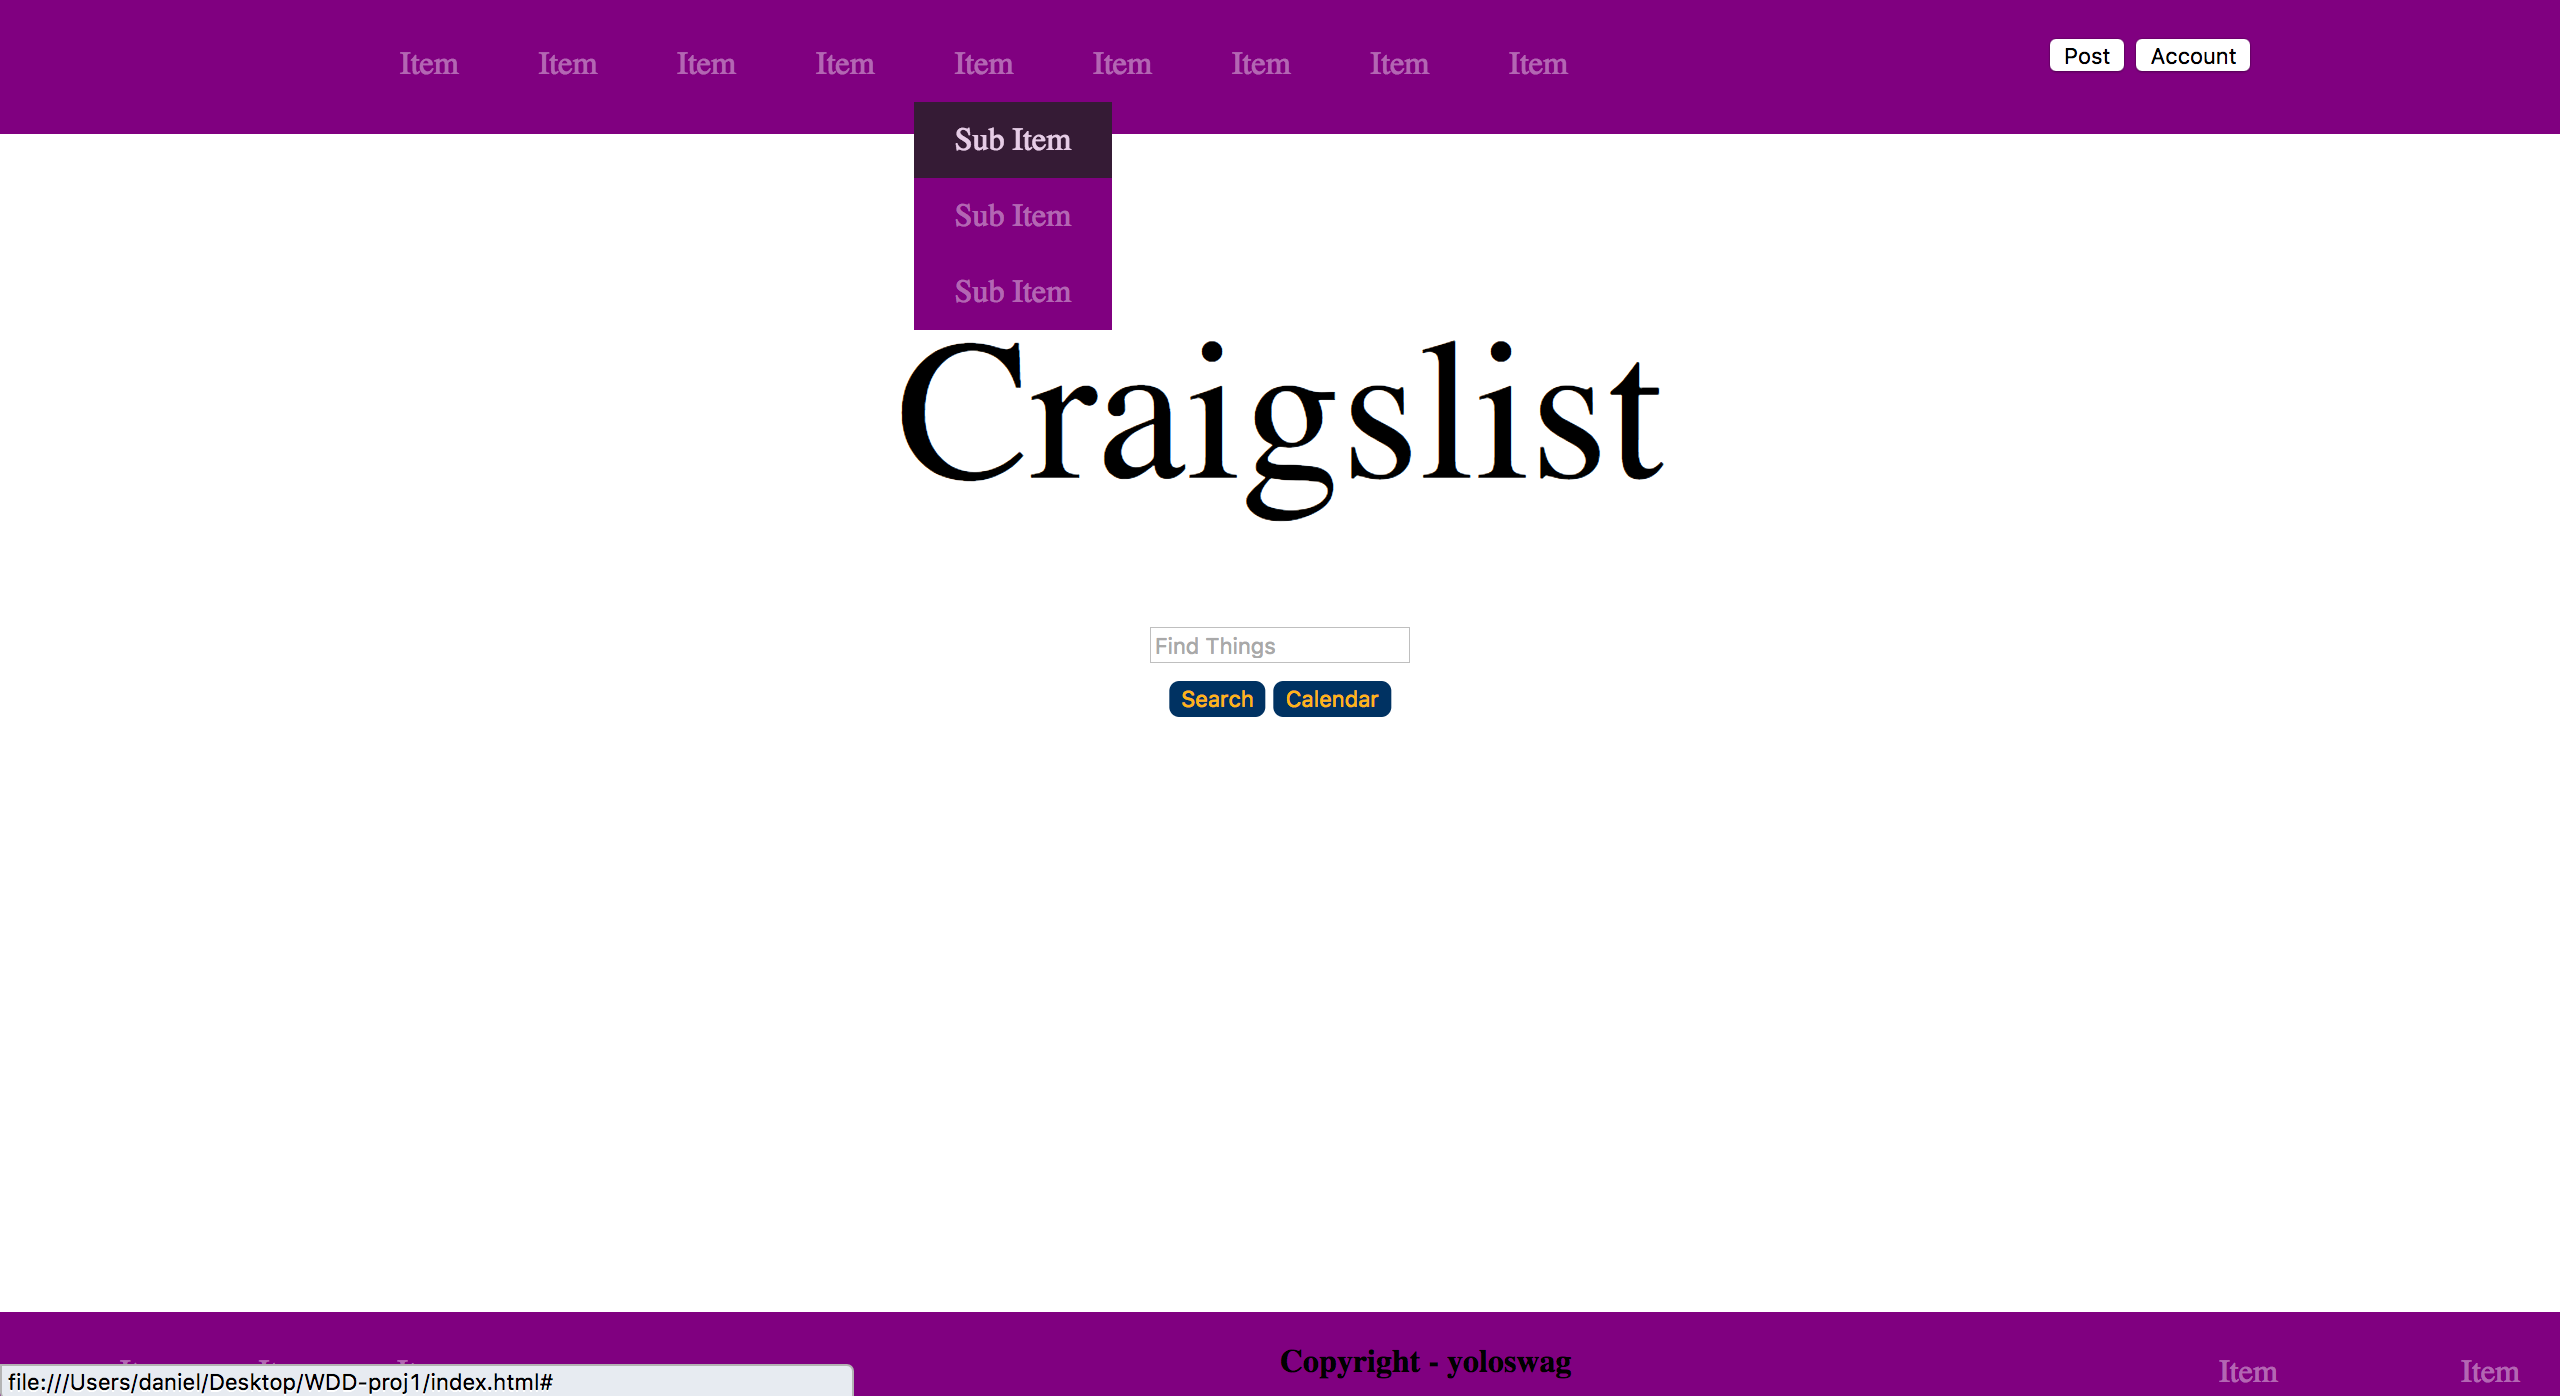 Item Item Item Item Item Item Item Item Item Post Account
Sub Item
Sub Item
Sub Item
Craigslist
Find Things
Search Calendar
Copyright - yoloswag
Item Item
file:///Users/daniel/Desktop/WDD-proj1/index.html#